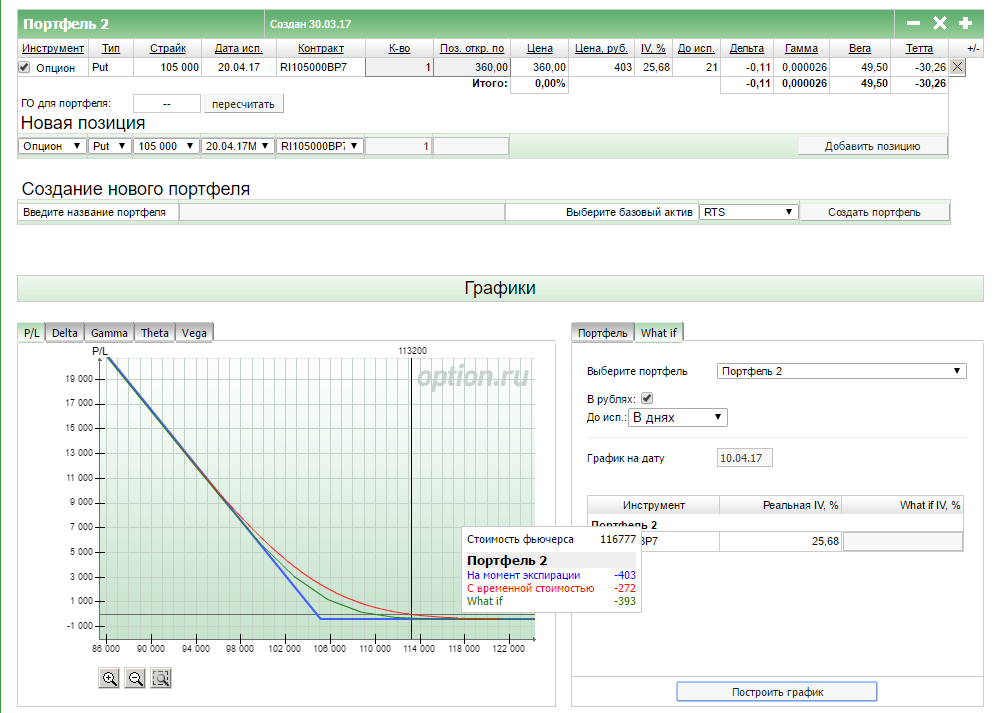 Портфель 2 Создан 30.03.17
Инструмент Тип Страйк Дата исп. Контракт К-во Поз. откр. по Цена Цена, руб. IV, % До исп. Дельта Гамма Вега Тетта +/-
Опцион Put 105 000 20.04.17 RI105000BP7 1 360,00 360,00 403 25,68 21 -0,11 0,000026 49,50 -30,26
Итого: 0,00% -0,11 0,000026 49,50 -30,26
ГО для портфеля: -- пересчитать
Новая позиция
Опцион Put 105 000 20.04.17M RI105000BP7 1 Добавить позицию
Создание нового портфеля
Введите название портфеля Выберите базовый актив RTS Создать портфель
Графики
P/L Delta Gamma Theta Vega
P/L
113200
option.ru
19 000
17 000
15 000
13 000
11 000
9 000
7 000
5 000
3 000
1 000
-1 000
86 000 90 000 94 000 98 000 102 000 106 000 110 000 114 000 118 000 122 000
Стоимость фьючерса 116777
Портфель 2
На момент экспирации -403
С временной стоимостью -272
What if -393
Портфель What if
Выберите портфель Портфель 2
В рублях:
До исп.: В днях
График на дату 10.04.17
Инструмент Реальная IV, % What if IV, %
Портфель 2
BP7 25,68
Построить график